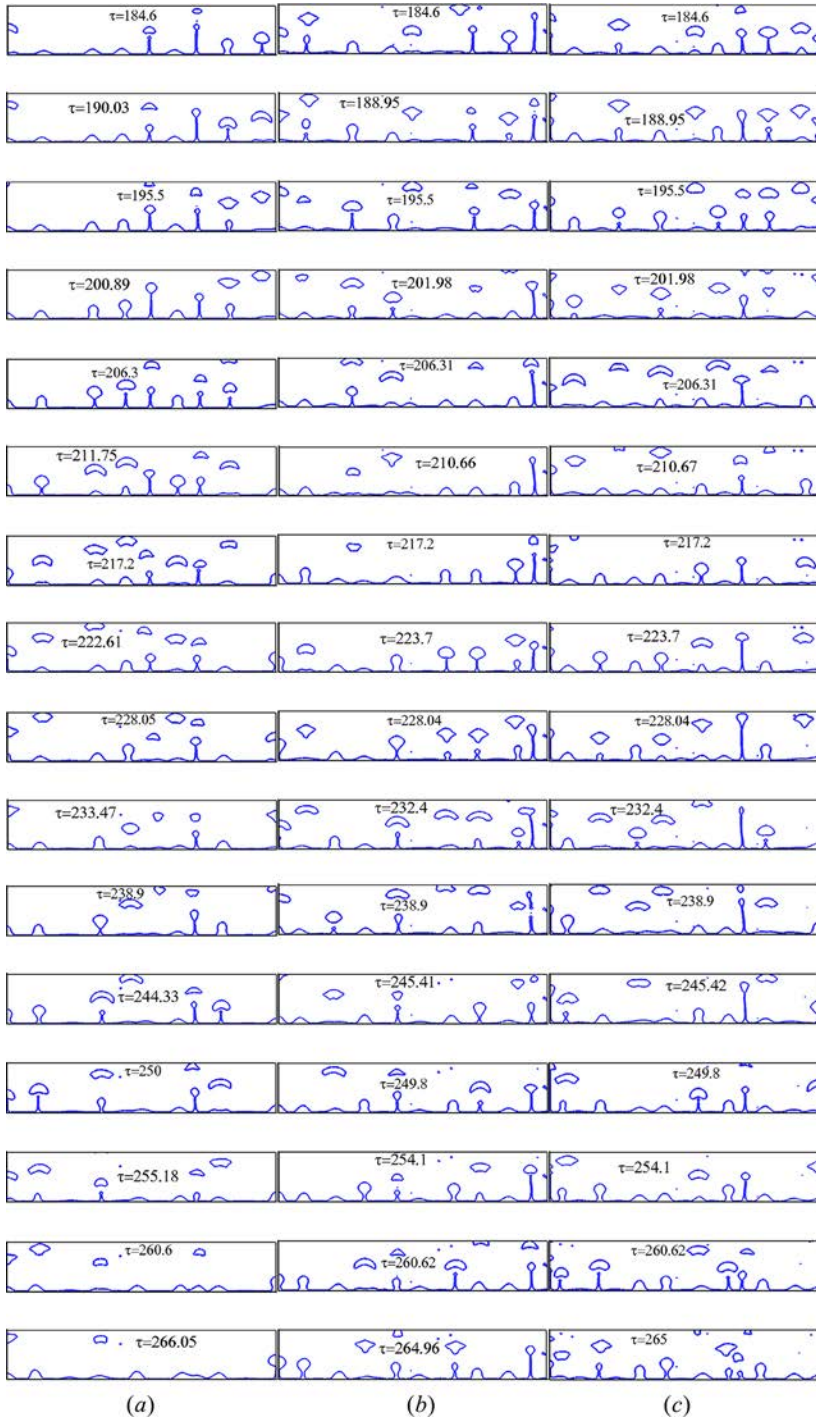 τ=184.6 τ=184.6 τ=184.6
τ=190.03 τ=188.95 τ=188.95
τ=195.5 τ=195.5 τ=195.5
τ=200.89 τ=201.98 τ=201.98
τ=206.3 τ=206.31 τ=206.31
τ=211.75 τ=210.66 τ=210.67
τ=217.2 τ=217.2 τ=217.2
τ=222.61 τ=223.7 τ=223.7
τ=228.05 τ=228.04 τ=228.04
τ=233.47 τ=232.4 τ=232.4
τ=238.9 τ=238.9 τ=238.9
τ=244.33 τ=245.41 τ=245.42
τ=250 τ=249.8 τ=249.8
τ=255.18 τ=254.1 τ=254.1
τ=260.6 τ=260.62 τ=260.62
τ=266.05 τ=264.96 τ=265
(a) (b) (c)